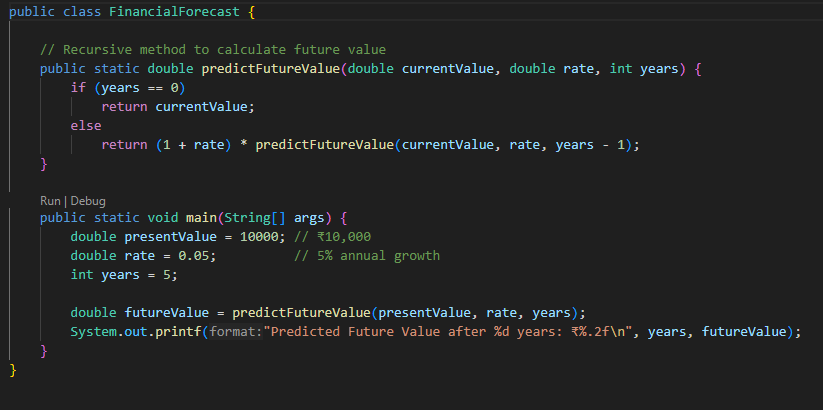 public class FinancialForecast {
// Recursive method to calculate future value
public static double predictFutureValue(double currentValue, double rate, int years) {
if (years == 0)
return currentValue;
else
return (1 + rate) * predictFutureValue(currentValue, rate, years - 1);
}
Run | Debug
public static void main(String[] args) {
double presentValue = 10000; // ₹10,000
double rate = 0.05; // 5% annual growth
int years = 5;
double futureValue = predictFutureValue(presentValue, rate, years);
System.out.printf(format:"Predicted Future Value after %d years: ₹%.2f\n", years, futureValue);
}
}